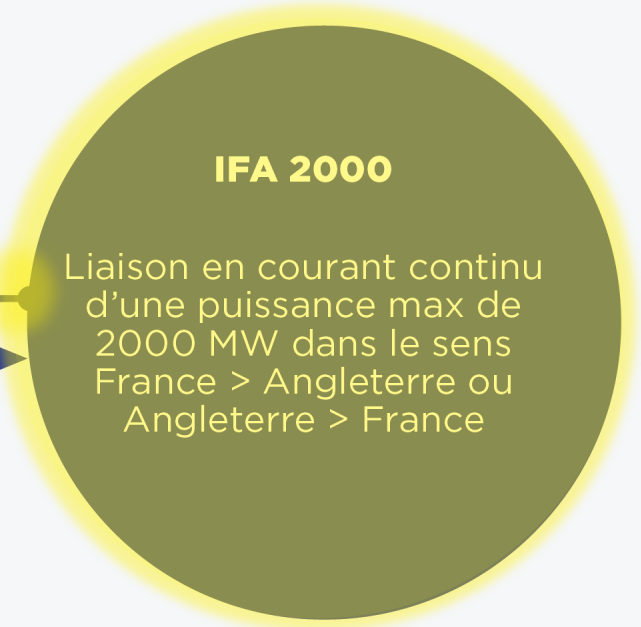 IFA 2000
Liaison en courant continu
d’une puissance max de
2000 MW dans le sens
France > Angleterre ou
Angleterre > France